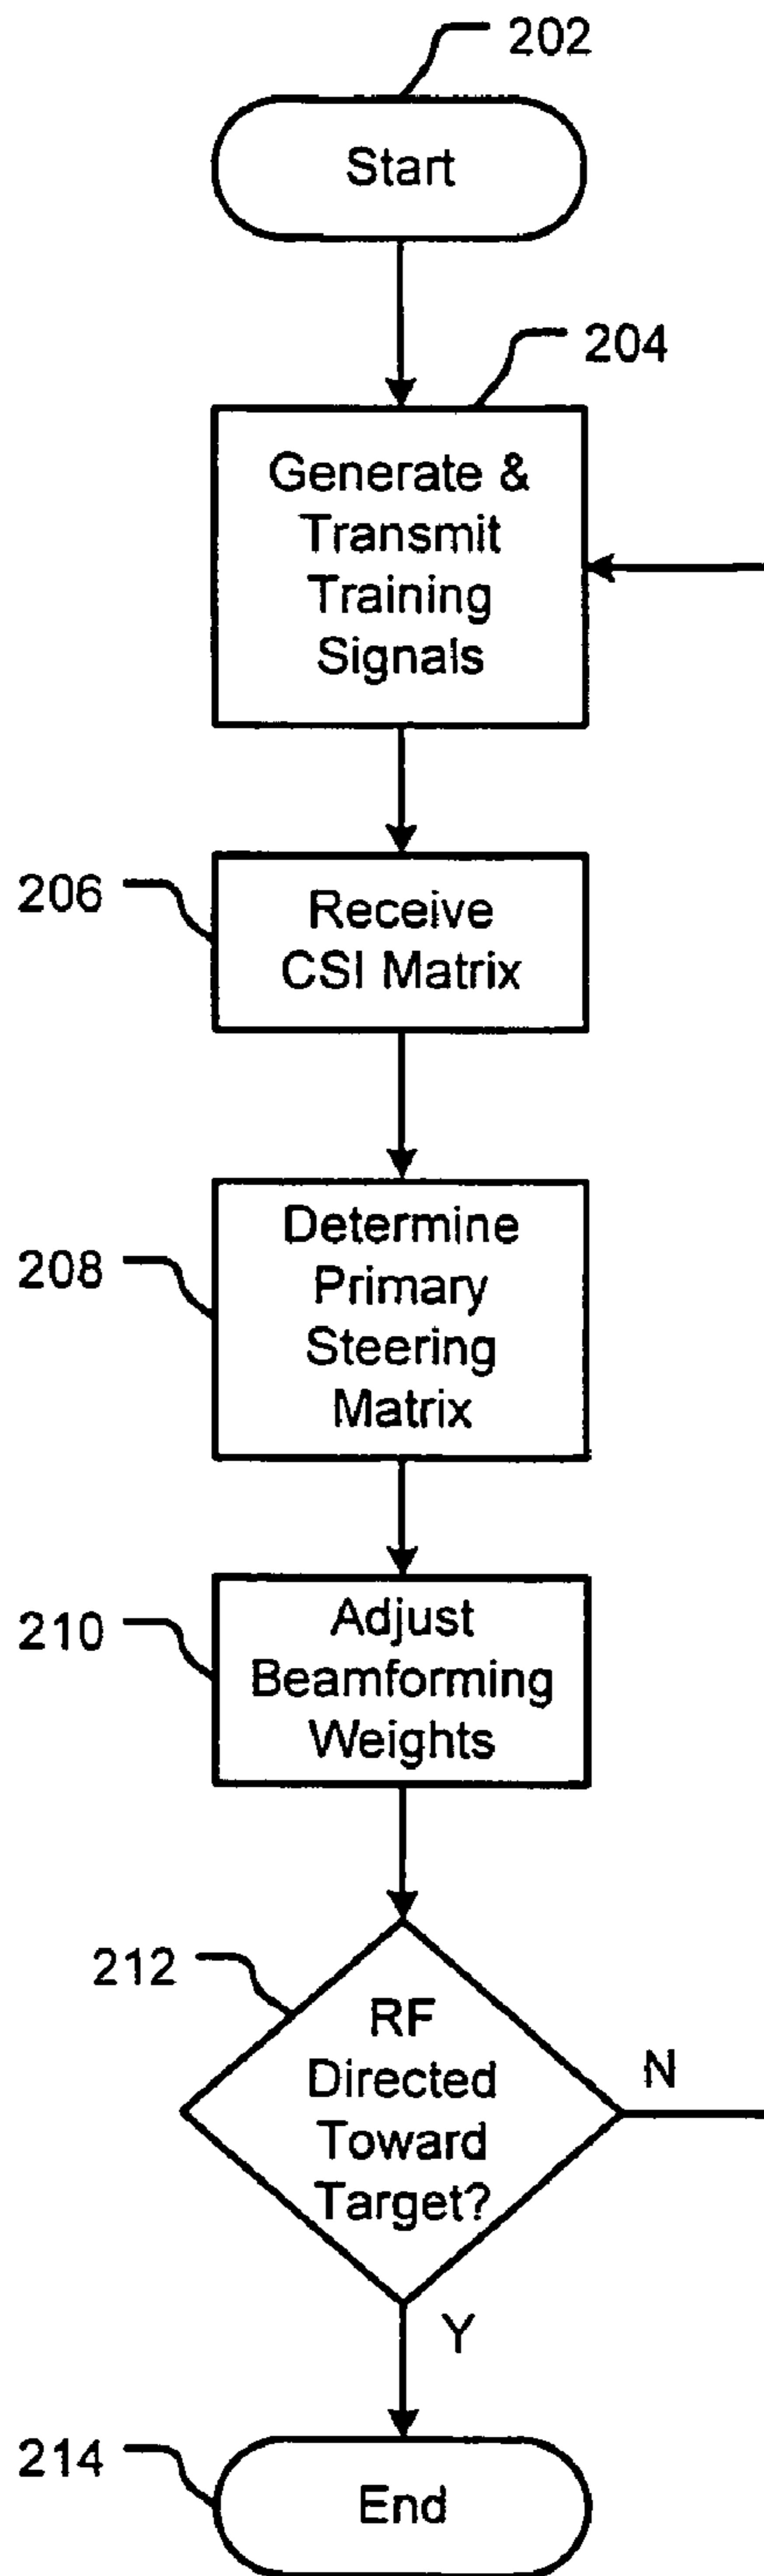 202
Start
204
Generate &
Transmit
Training
Signals
206
Receive
CSI Matrix
208
Determine
Primary
Steering
Matrix
210
Adjust
Beamforming
Weights
212
RF
Directed
Toward
Target?
N
Y
214
End